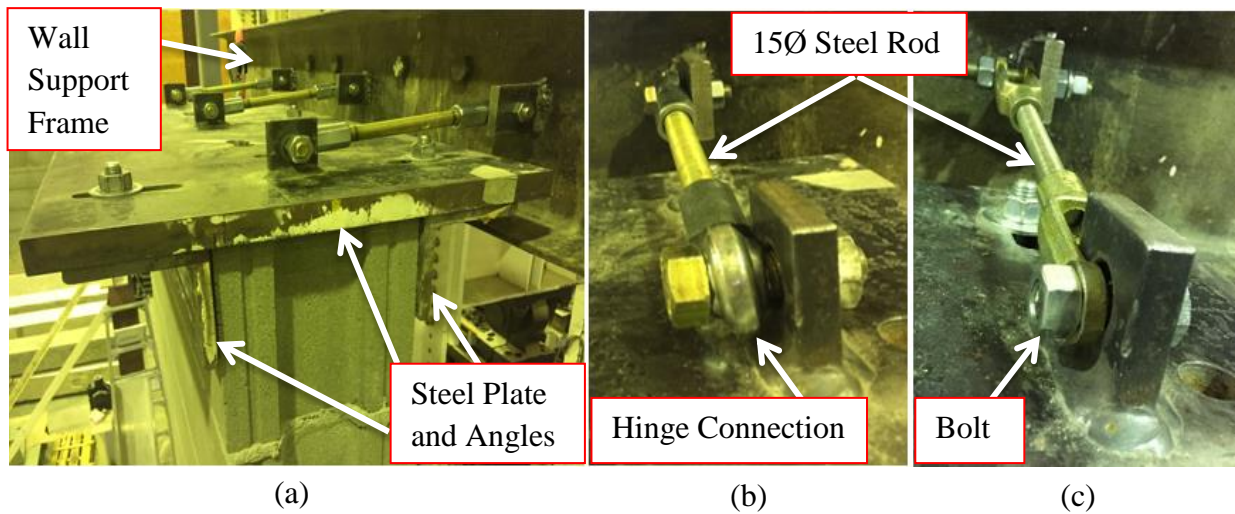 Wall
Support
Frame
15Ø Steel Rod
Steel Plate
and Angles
Hinge Connection
Bolt
(a)
(b)
(c)